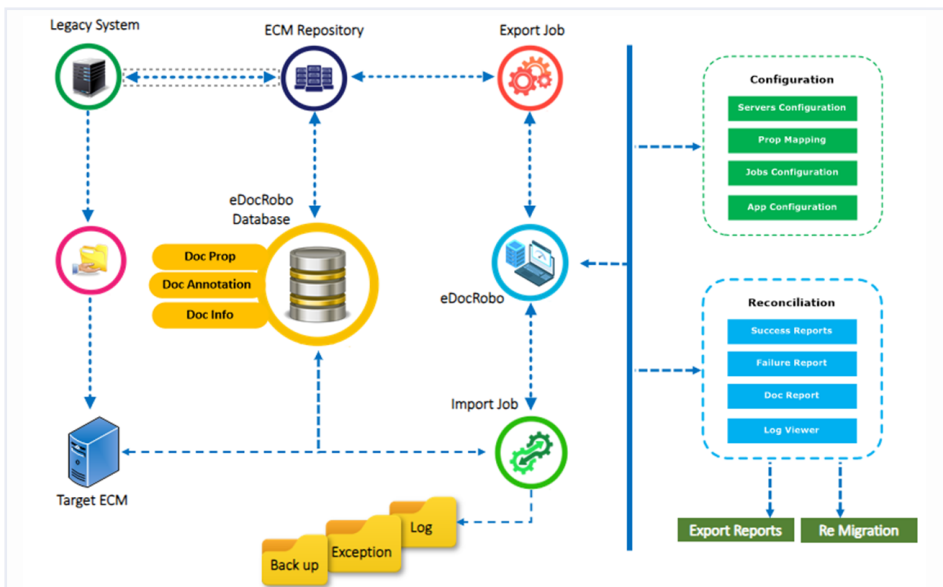 Legacy System
ECM Repository
Export Job
Configuration
Servers Configuration
Prop Mapping
Jobs Configuration
App Configuration
eDocRobo
Database
Doc Prop
Doc Annotation
Doc Info
eDocRobo
Reconciliation
Success Reports
Failure Report
Doc Report
Log Viewer
Import Job
Target ECM
Log
Exception
Back up
Export Reports
Re Migration